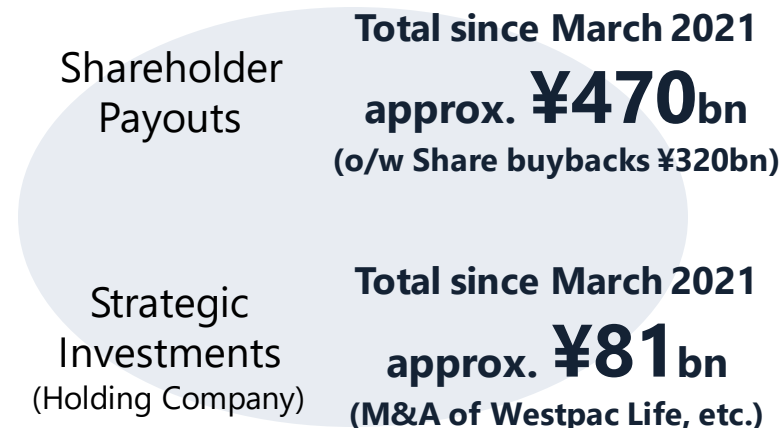 Shareholder
Payouts
Total since March 2021
approx. ¥470bn
(o/w Share buybacks ¥320bn)
Strategic
Investments
(Holding Company)
Total since March 2021
approx. ¥81bn
(M&A of Westpac Life, etc.)